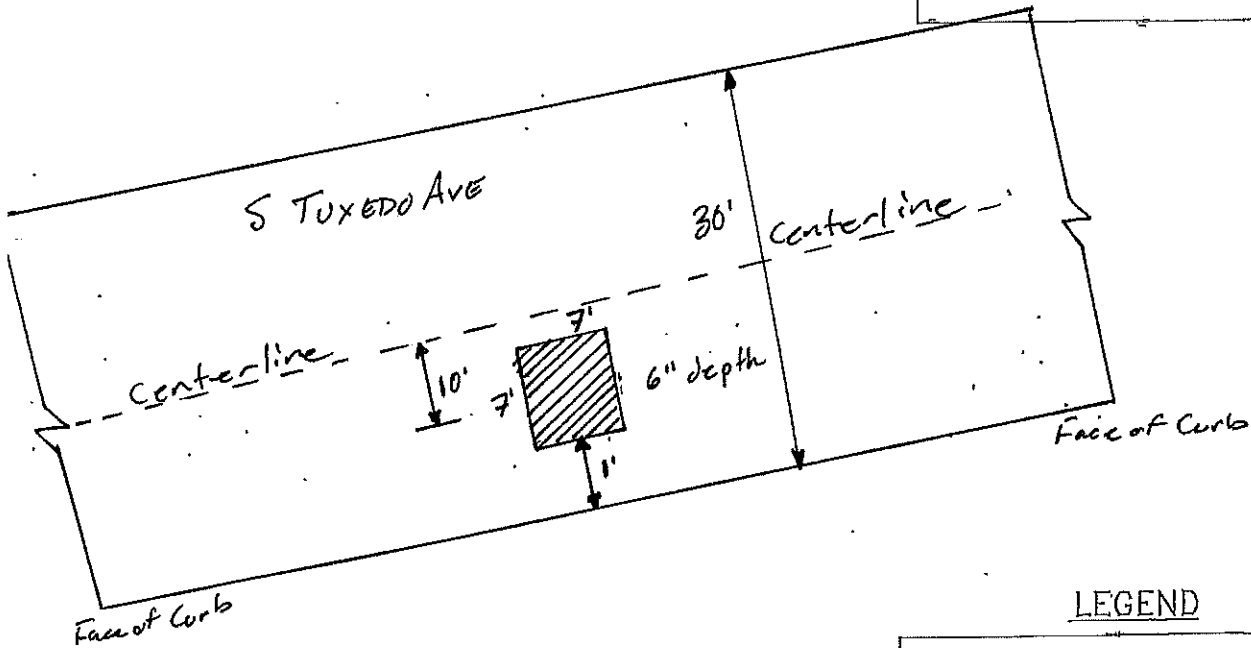 S TUXEDO AVE
30'
Centerline
7'
Centerline
10'
7'
6" depth
1'
Face of Curb
Face of Curb
LEGEND